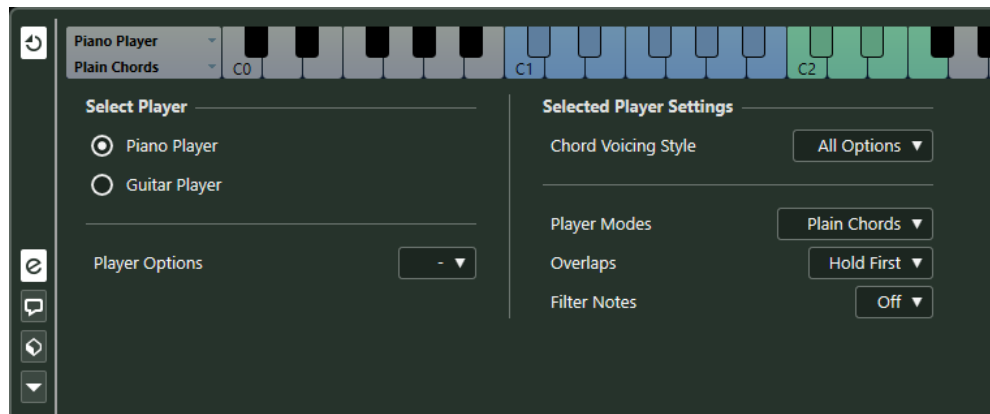 Piano Player
Plain Chords
C0
C1
C2
Select Player
Piano Player
Guitar Player
Player Options
-
Selected Player Settings
Chord Voicing Style
All Options
Player Modes
Plain Chords
Overlaps
Hold First
Filter Notes
Off
e